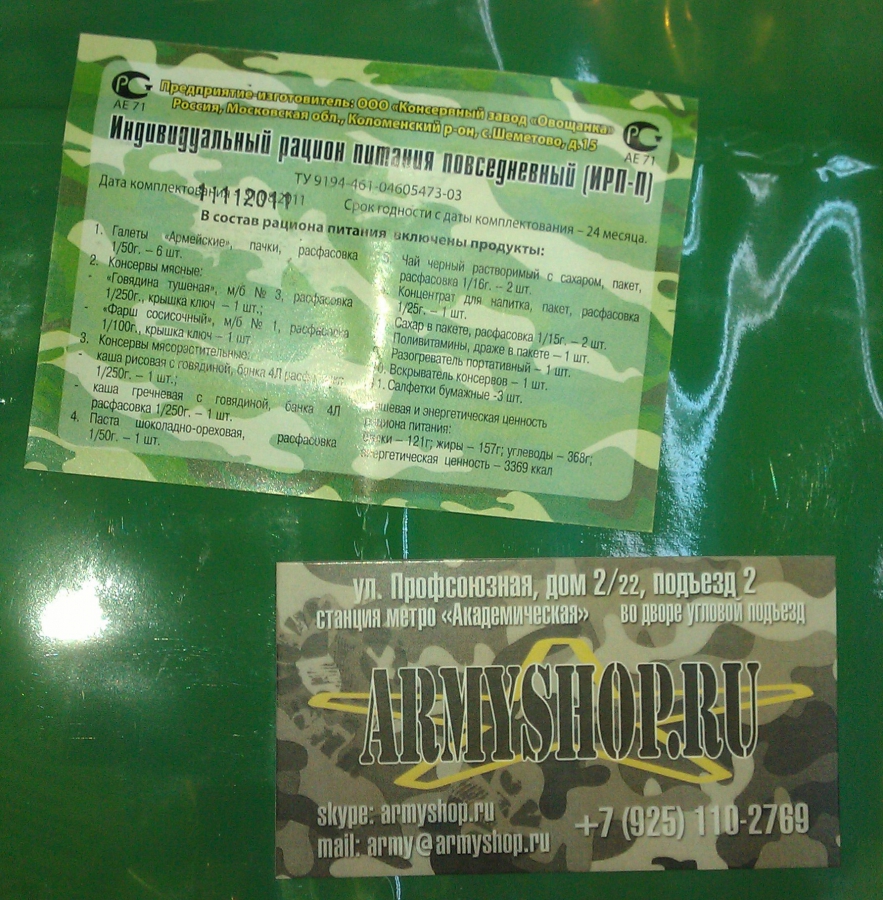 РС
АЕ 71
Предприятие-изготовитель: ООО «Консервный завод «Овощанка»
Россия, Московская обл., Коломенский р-он, с.Шеметово, д.15
РС
АЕ 71
Индивидуальный рацион питания повседневный (ИРП-П)
ТУ 9194-461-04605473-03
Дата комплектования 11112011
Срок годности с даты комплектования – 24 месяца.
В состав рациона питания включены продукты:
1. Галеты «Армейские», пачки, расфасовка
1/50г. – 6 шт.
2. Консервы мясные:
- «Говядина тушеная», м/б № 3, расфасовка
1/250г., крышка ключ – 1 шт.;
- «Фарш сосисочный», м/б № 1, расфасовка
1/100г., крышка ключ – 1 шт
3. Консервы мясорастительные:
- каша рисовая с говядиной, банка 4Л
1/250г. – 1 шт.;
- каша гречневая с говядиной, банка 4Л
расфасовка 1/250г. – 1 шт.
4. Паста шоколадно-ореховая, расфасовка
1/50г. – 1 шт.
Чай черный растворимый с сахаром, пакет,
расфасовка 1/16г. – 2 шт.
Концентрат для напитка, пакет, расфасовка
1/25г. – 1 шт.
Сахар в пакете, расфасовка 1/15г. – 2 шт.
Поливитамины, драже в пакете – 1 шт.
Разогреватель портативный – 1 шт.
Вскрыватель консервов – 1 шт.
Салфетки бумажные -3 шт.
и энергетическая ценность
рациона питания:
– 121г; жиры – 157г; углеводы – 368г;
энергетическая ценность – 3369 ккал
ул. Профсоюзная, дом 2/22, подъезд 2
станция метро «Академическая» во дворе угловой подъезд
ARMYSHOP.RU
skype: armyshop.ru
+7 (925) 110-2769
mail: army@armyshop.ru